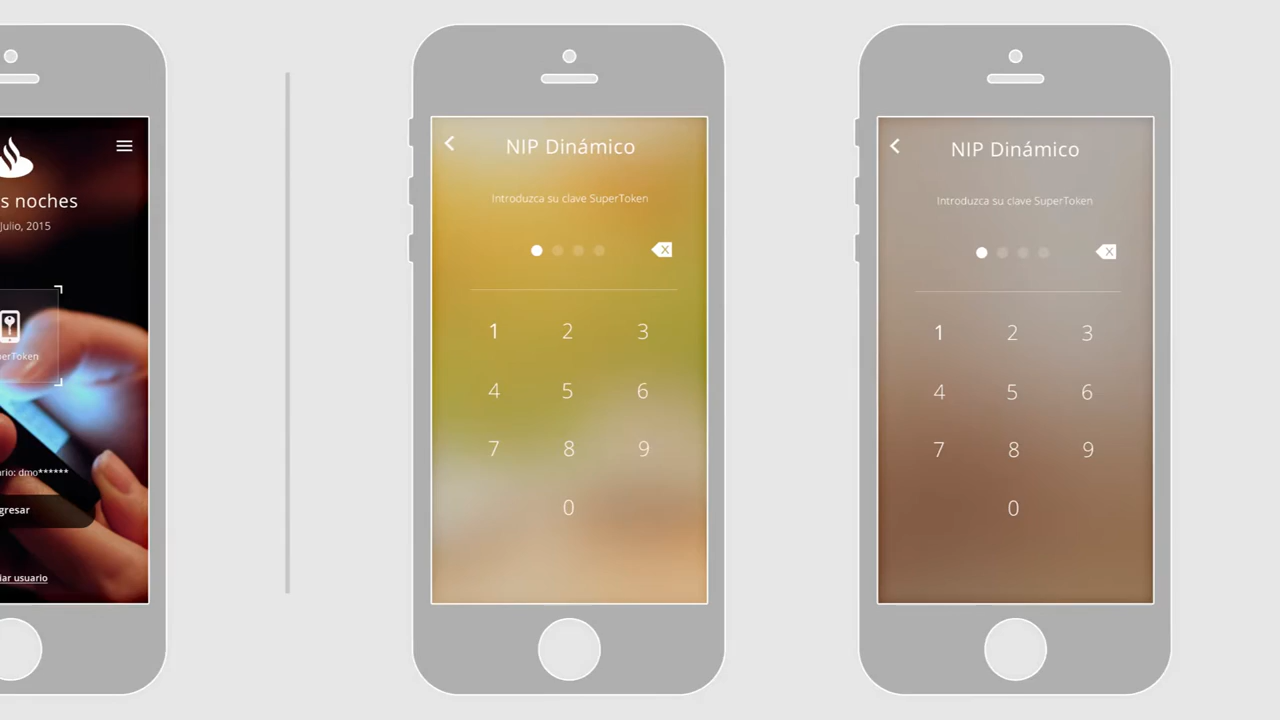 s noches
Julio, 2015
perToken
ario: dmo******
gresar
iar usuario
NIP Dinámico
Introduzca su clave SuperToken
1 2 3
4 5 6
7 8 9
0
NIP Dinámico
Introduzca su clave SuperToken
1 2 3
4 5 6
7 8 9
0